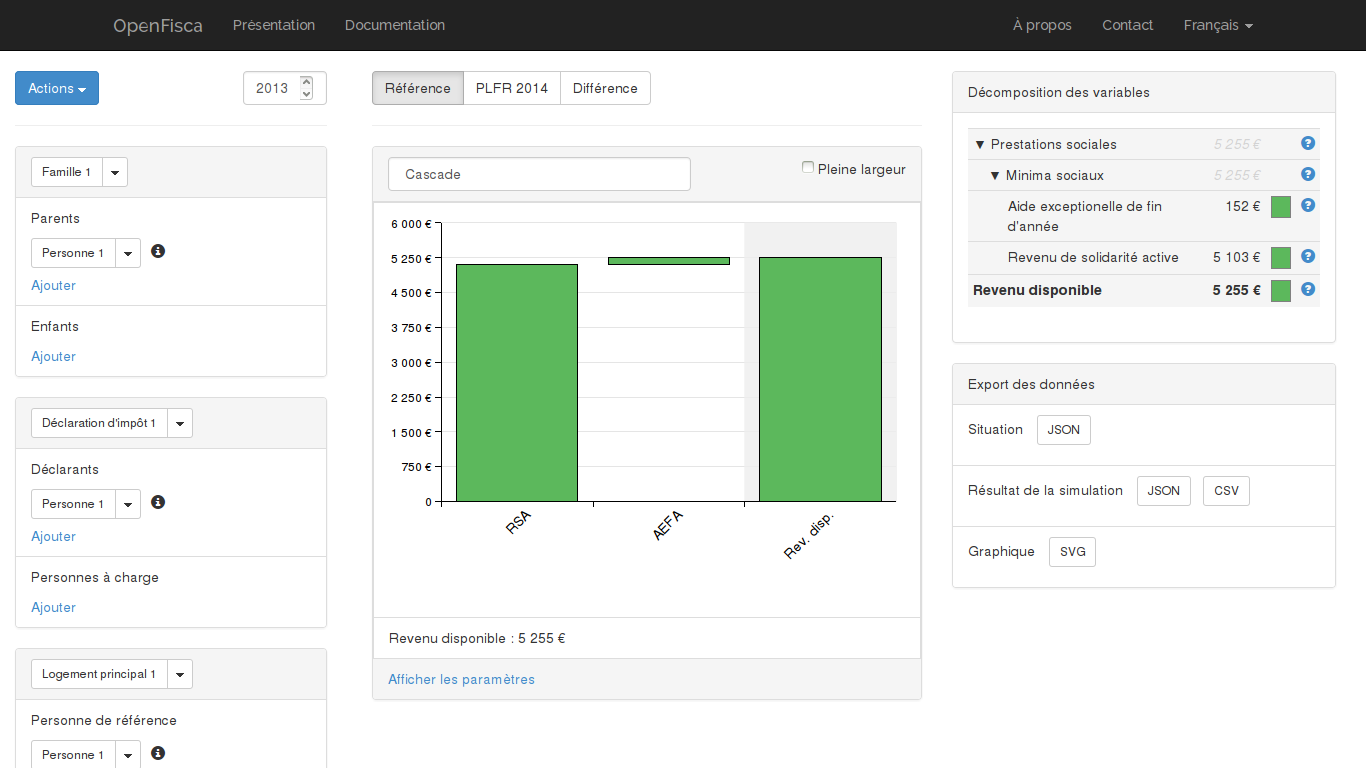 OpenFisca Présentation Documentation À propos Contact Français
Actions
2013
Famille 1
Parents
Personne 1
Ajouter
Enfants
Ajouter
Déclaration d'impôt 1
Déclarants
Personne 1
Ajouter
Personnes à charge
Ajouter
Logement principal 1
Personne de référence
Personne 1
Référence PLFR 2014 Différence
Cascade
Pleine largeur
6 000 €
5 250 €
4 500 €
3 750 €
3 000 €
2 250 €
1 500 €
750 €
0
RSA
AEFA
Rev. disp.
Revenu disponible : 5 255 €
Afficher les paramètres
Décomposition des variables
▼ Prestations sociales 5 255 €
▼ Minima sociaux 5 255 €
Aide exceptionelle de fin 152 €
d'année
Revenu de solidarité active 5 103 €
Revenu disponible 5 255 €
Export des données
Situation JSON
Résultat de la simulation JSON CSV
Graphique SVG